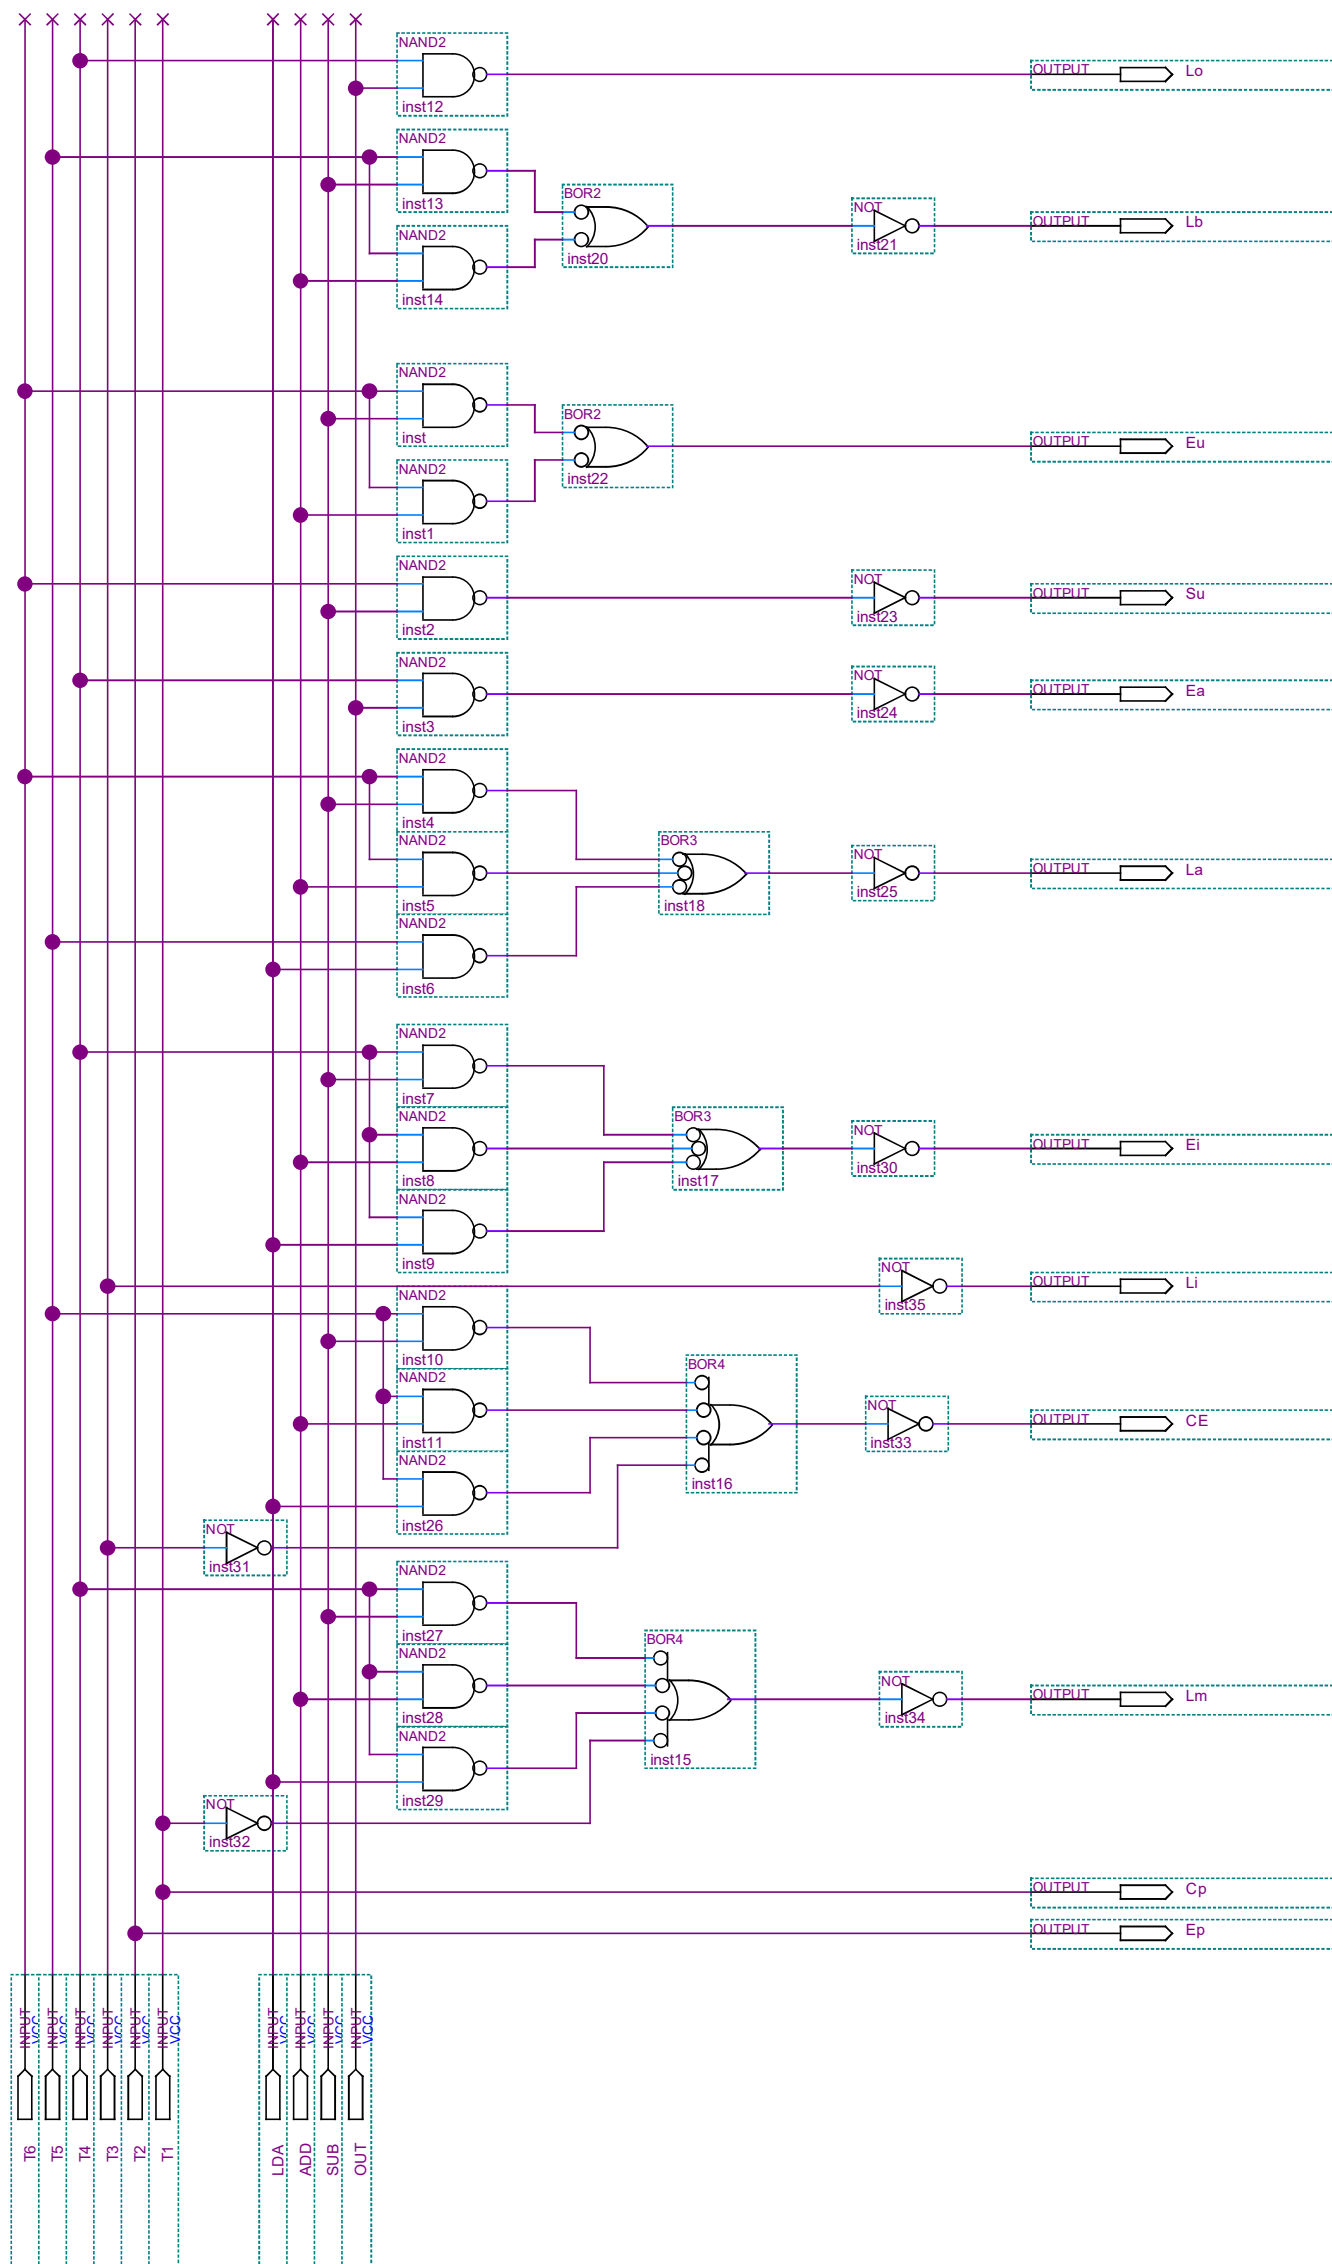 NAND2
inst12
OUTPUT
Lo
NAND2
inst13
BOR2
inst20
NOT
inst21
OUTPUT
Lb
NAND2
inst14
NAND2
inst
BOR2
inst22
OUTPUT
Eu
NAND2
inst1
NAND2
inst2
NOT
inst23
OUTPUT
Su
NAND2
inst3
NOT
inst24
OUTPUT
Ea
NAND2
inst4
NAND2
inst5
BOR3
inst18
NOT
inst25
OUTPUT
La
NAND2
inst6
NAND2
inst7
NAND2
inst8
BOR3
inst17
NOT
inst30
OUTPUT
Ei
NAND2
inst9
NOT
inst35
OUTPUT
Li
NAND2
inst10
NAND2
inst11
BOR4
inst16
NOT
inst33
OUTPUT
CE
NAND2
inst26
NOT
inst31
NAND2
inst27
NAND2
inst28
BOR4
inst15
NOT
inst34
OUTPUT
Lm
NAND2
inst29
NOT
inst32
OUTPUT
Cp
OUTPUT
Ep
INPUT
VCC
T6
INPUT
VCC
T5
INPUT
VCC
T4
INPUT
VCC
T3
INPUT
VCC
T2
INPUT
VCC
T1
INPUT
VCC
LDA
INPUT
VCC
ADD
INPUT
VCC
SUB
INPUT
VCC
OUT